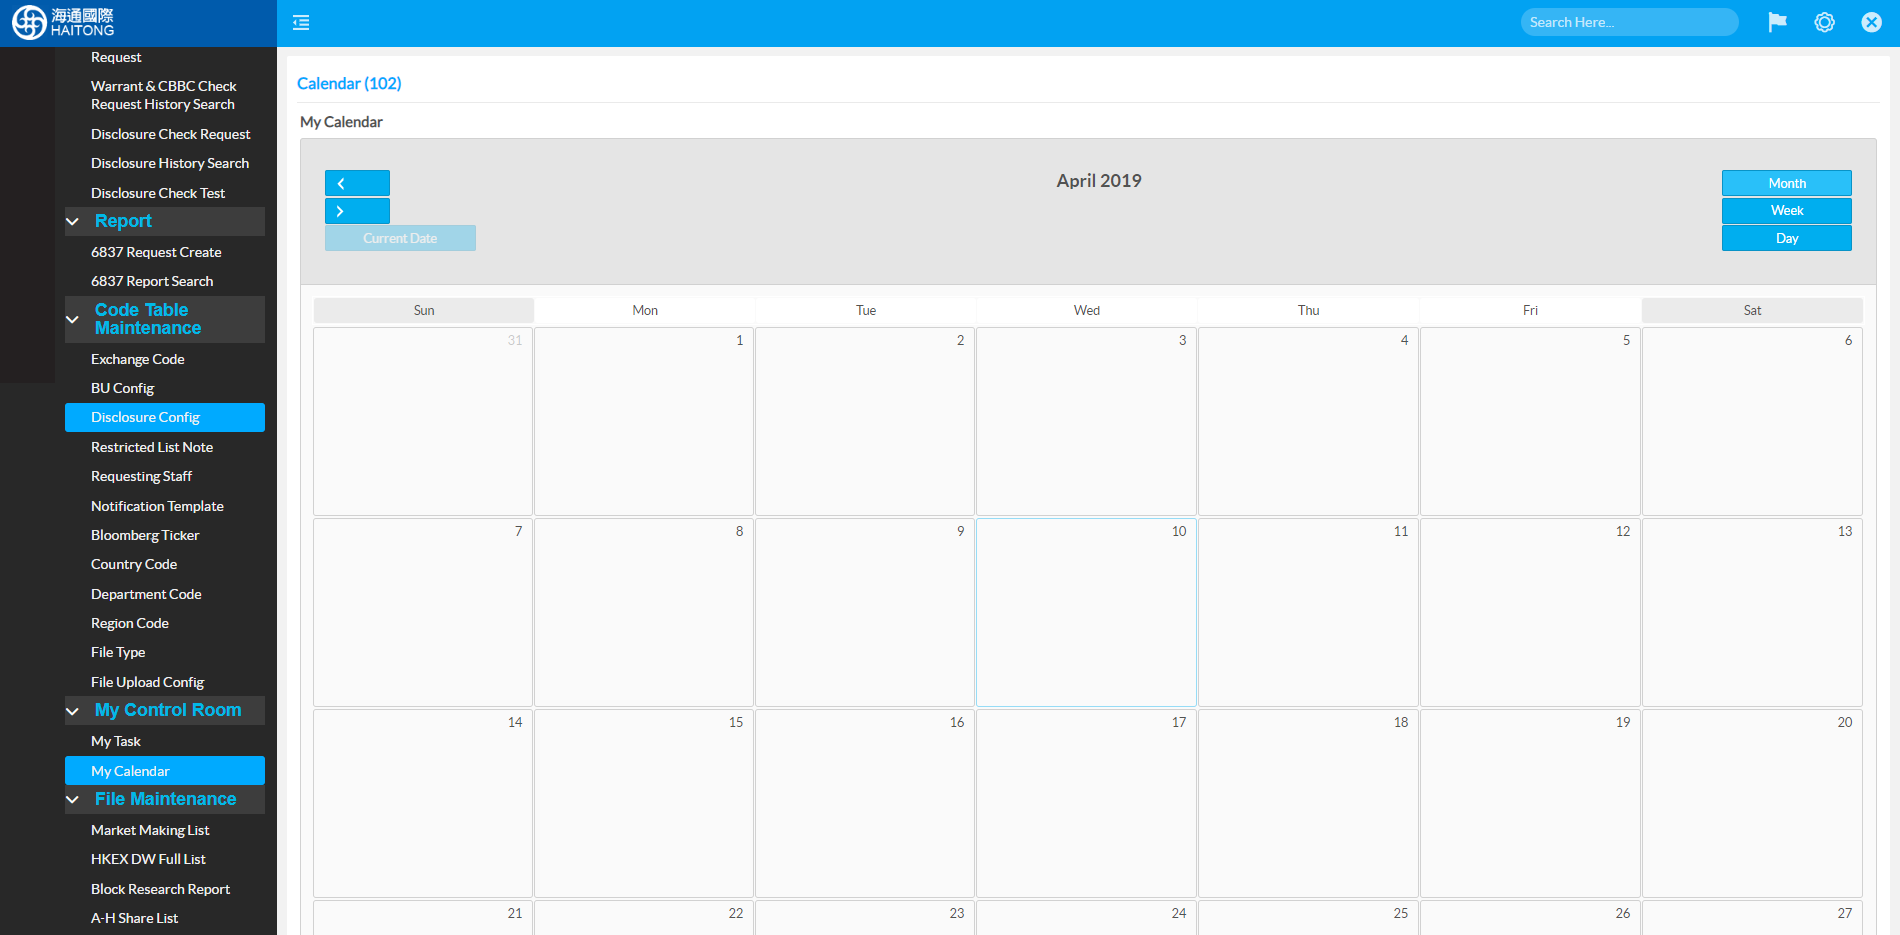 海通國際
HAITONG
Search Here...
Request
Warrant & CBBC Check
Request History Search
Disclosure Check Request
Disclosure History Search
Disclosure Check Test
Report
6837 Request Create
6837 Report Search
Code Table
Maintenance
Exchange Code
BU Config
Disclosure Config
Restricted List Note
Requesting Staff
Notification Template
Bloomberg Ticker
Country Code
Department Code
Region Code
File Type
File Upload Config
My Control Room
My Task
My Calendar
File Maintenance
Market Making List
HKEX DW Full List
Block Research Report
A-H Share List
Calendar (102)
My Calendar
Current Date
April 2019
Month
Week
Day
Sun Mon Tue Wed Thu Fri Sat
31 1 2 3 4 5 6
7 8 9 10 11 12 13
14 15 16 17 18 19 20
21 22 23 24 25 26 27